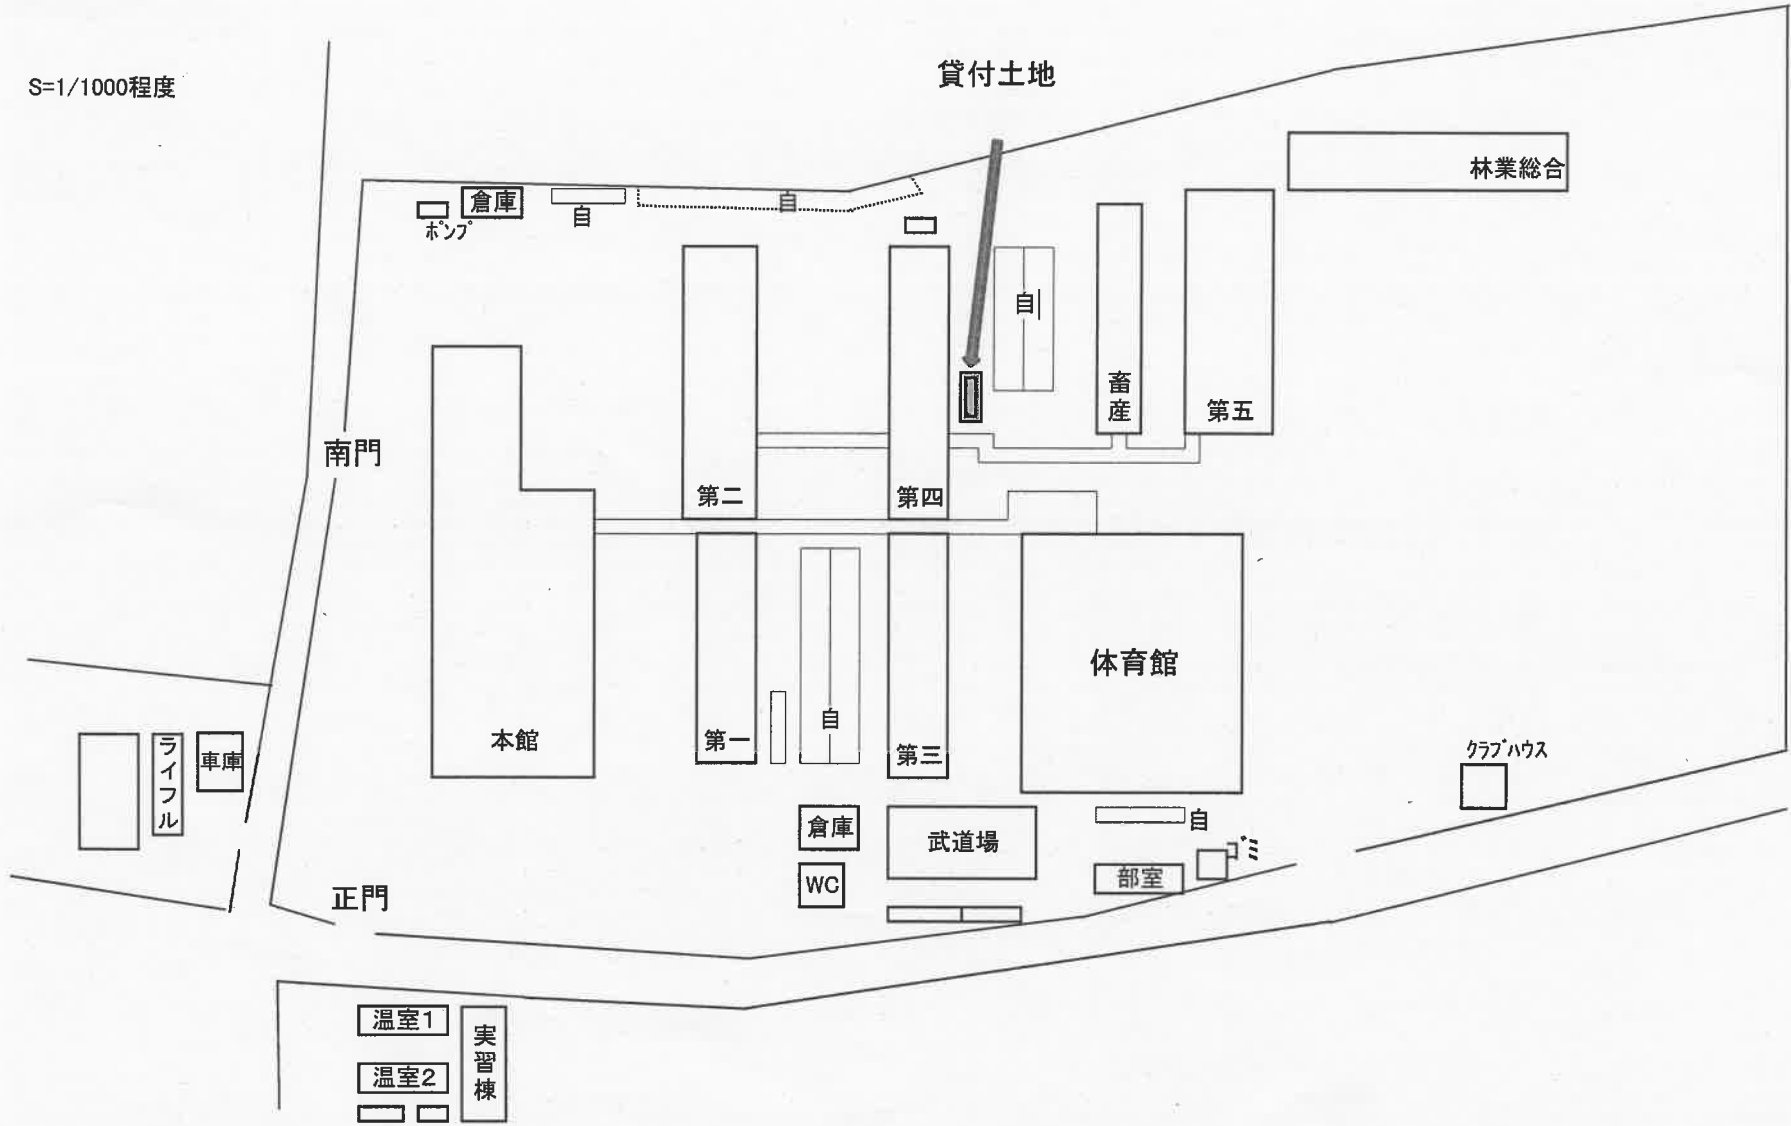 S=1/1000程度
貸付土地
林業総合
倉庫
ポンプ
自
自
自
畜産
第五
南門
第二
第四
体育館
本館
第一
自
第三
ライフル
車庫
クラブハウス
倉庫
武道場
自
ゴミ
WC
部室
正門
温室1
実習棟
温室2